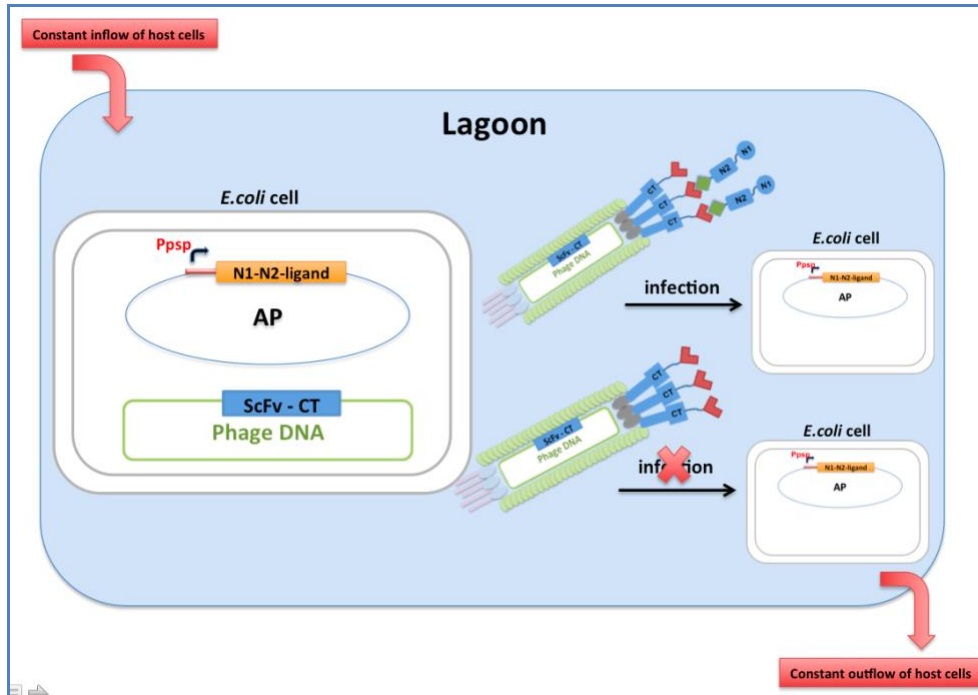 Constant inflow of host cells
Lagoon
E.coli cell
Ppsp
N1-N2-ligand
AP
ScFv - CT
Phage DNA
CT
CT
CT
N2
N1
N2
N1
ScFv - CT
Phage DNA
infection
E.coli cell
Ppsp
N1-N2-ligand
AP
CT
CT
CT
ScFv - CT
Phage DNA
E.coli cell
Ppsp
N1-N2-ligand
AP
Constant outflow of host cells